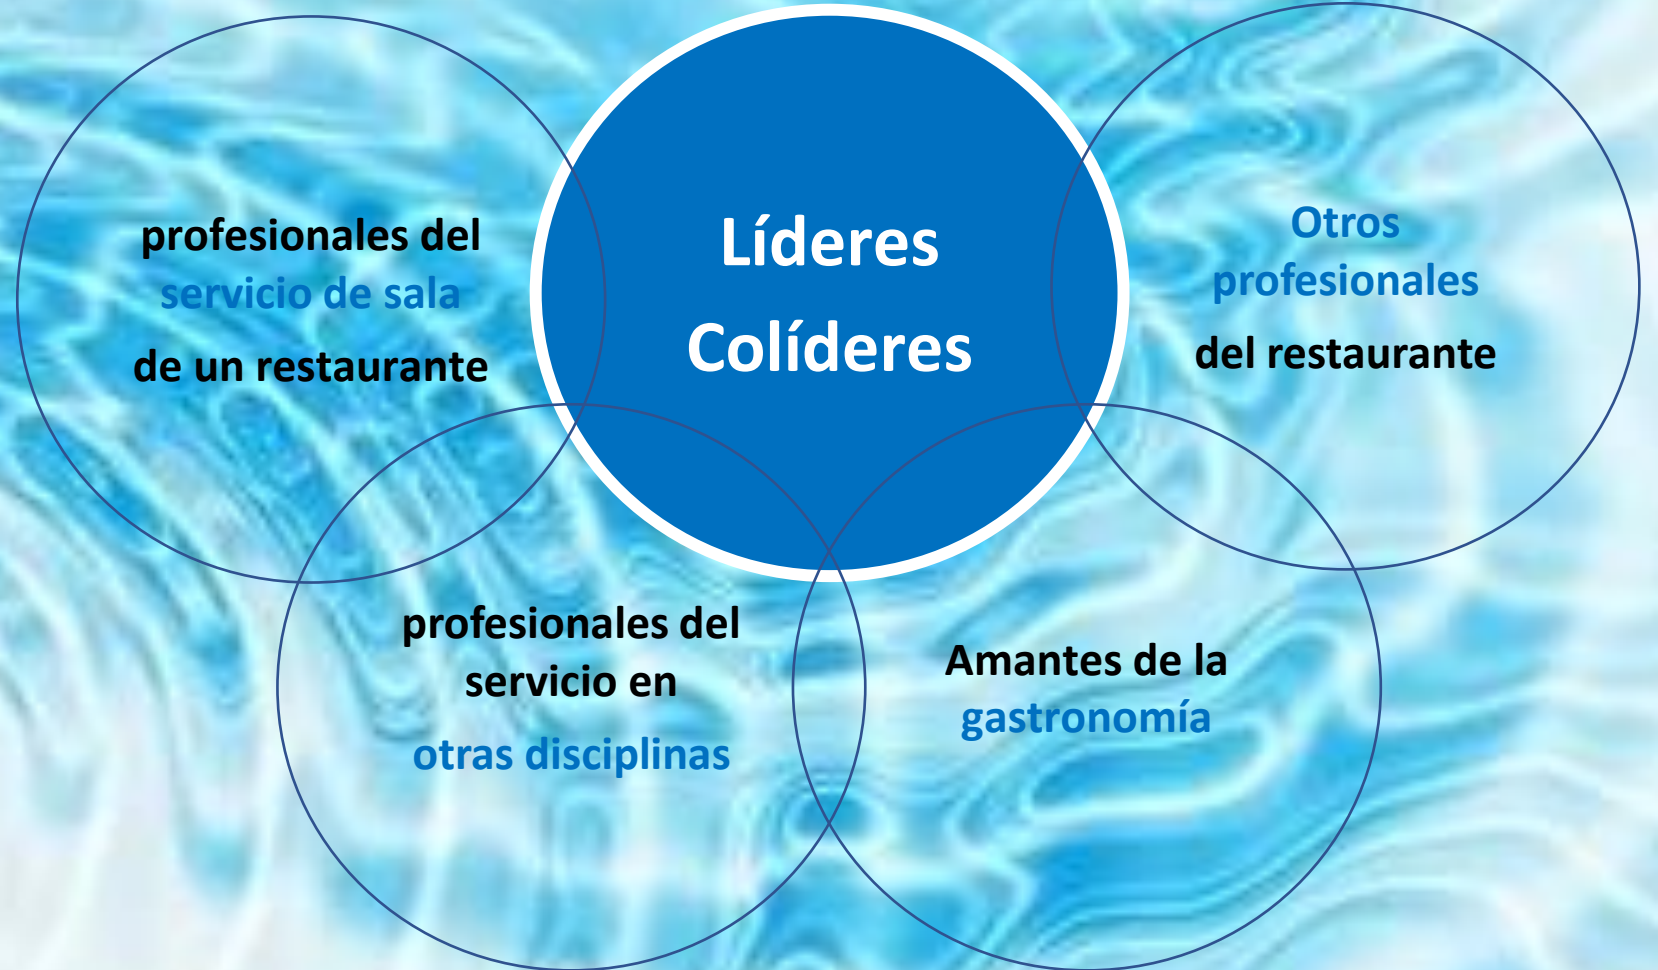 profesionales del
servicio de sala
de un restaurante
Líderes
Colíderes
Otros
profesionales
del restaurante
profesionales del
servicio en
otras disciplinas
Amantes de la
gastronomía